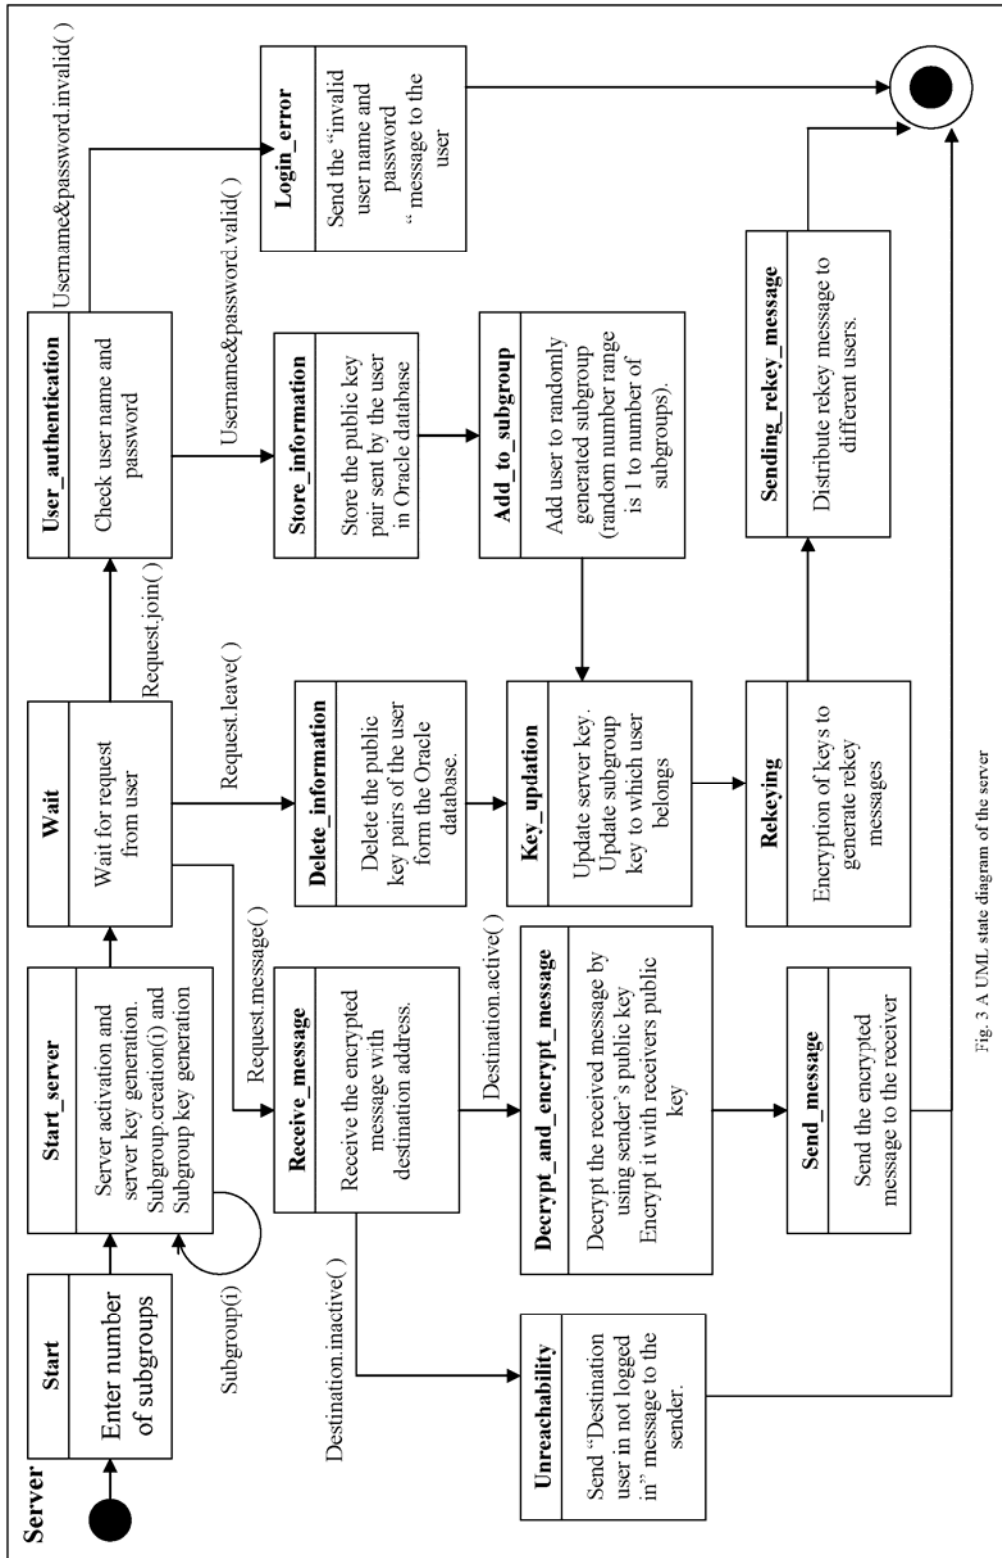 Server
Start
Enter number
of subgroups
Start_server
Server activation and
server key generation.
Subgroup.creation(i) and
Subgroup key generation
Subgroup(i)
Wait
Wait for request
from user
Request.join( )
User_authentication
Check user name and
password
Username&password.invalid( )
Request.message( )
Request.leave( )
Username&password.valid( )
Login_error
Send the “invalid
user name and
password
“ message to the
user
Receive_message
Receive the encrypted
message with
destination address.
Delete_information
Delete the public
key pairs of the user
form the Oracle
database.
Store_information
Store the public key
pair sent by the user
in Oracle database
Destination.inactive( )
Destination.active( )
Unreachability
Send “Destination
user in not logged
in” message to the
sender.
Decrypt_and_encrypt_message
Decrypt the received message by
using sender’s public key
Encrypt it with receivers public
key
Key_updation
Update server key.
Update subgroup
key to which user
belongs
Add_to_subgroup
Add user to randomly
generated subgroup
(random number range
is 1 to number of
subgroups).
Send_message
Send the encrypted
message to the receiver
Rekeying
Encryption of keys to
generate rekey
messages
Sending_rekey_message
Distribute rekey message to
different users.
Fig. 3 A UML state diagram of the server